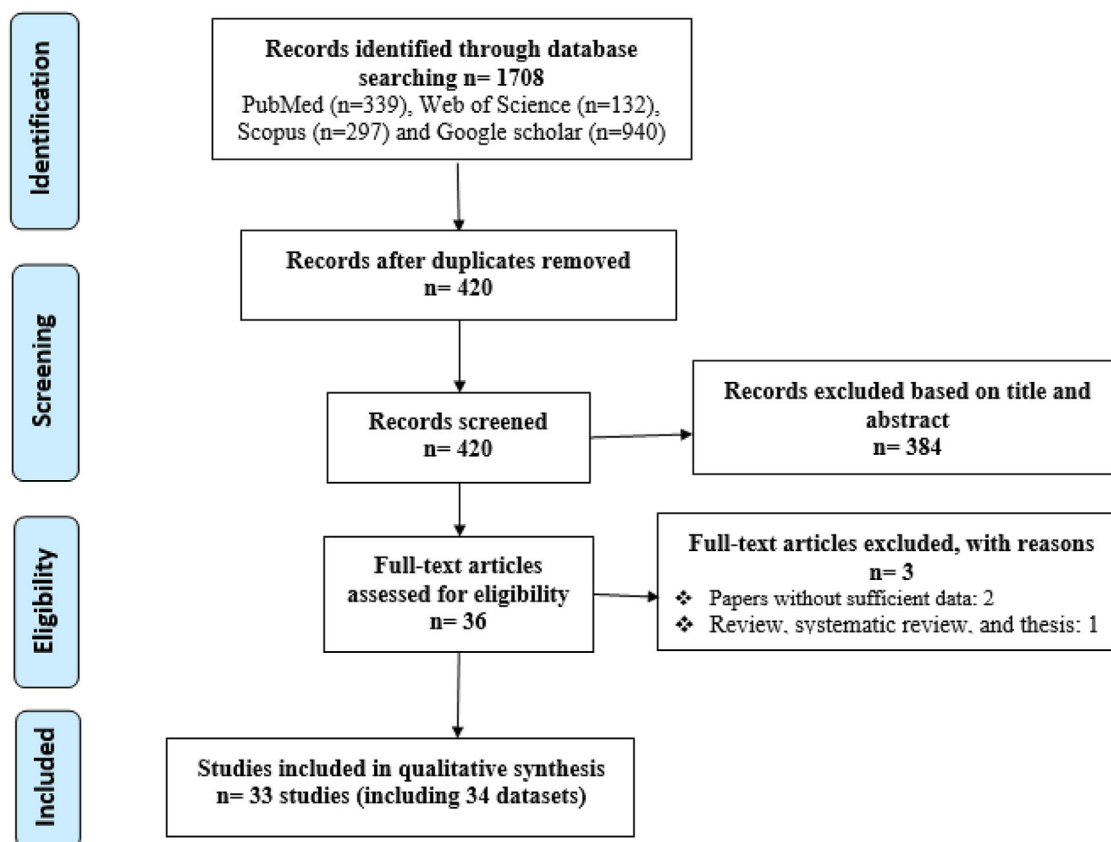 Identification
Records identified through database
searching n= 1708
PubMed (n=339), Web of Science (n=132),
Scopus (n=297) and Google scholar (n=940)
Records after duplicates removed
n= 420
Screening
Records screened
n= 420
Records excluded based on title and
abstract
n= 384
Eligibility
Full-text articles
assessed for eligibility
n= 36
Full-text articles excluded, with reasons
n= 3
❖ Papers without sufficient data: 2
❖ Review, systematic review, and thesis: 1
Included
Studies included in qualitative synthesis
n= 33 studies (including 34 datasets)